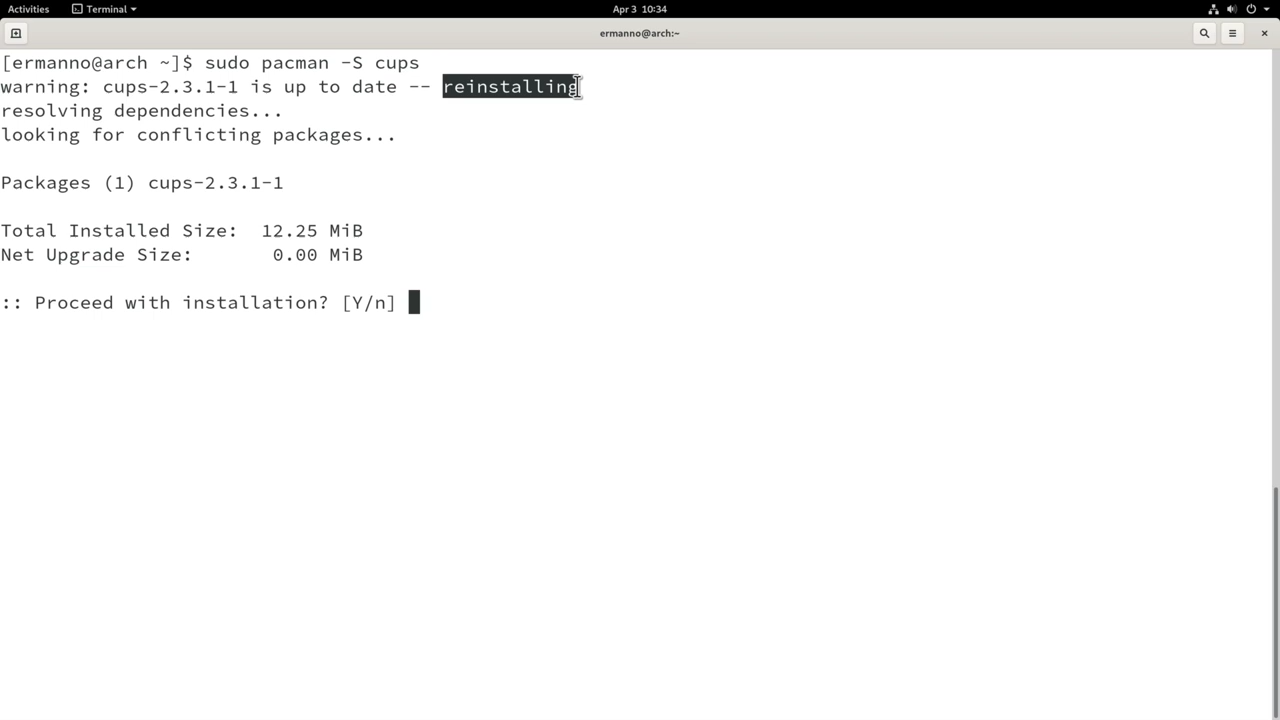 Activities
Terminal
Apr 3 10:34
ermanno@arch:~
[ermanno@arch ~]$ sudo pacman -S cups
warning: cups-2.3.1-1 is up to date -- reinstalling
resolving dependencies...
looking for conflicting packages...
Packages (1) cups-2.3.1-1
Total Installed Size:  12.25 MiB
Net Upgrade Size:       0.00 MiB
:: Proceed with installation? [Y/n]